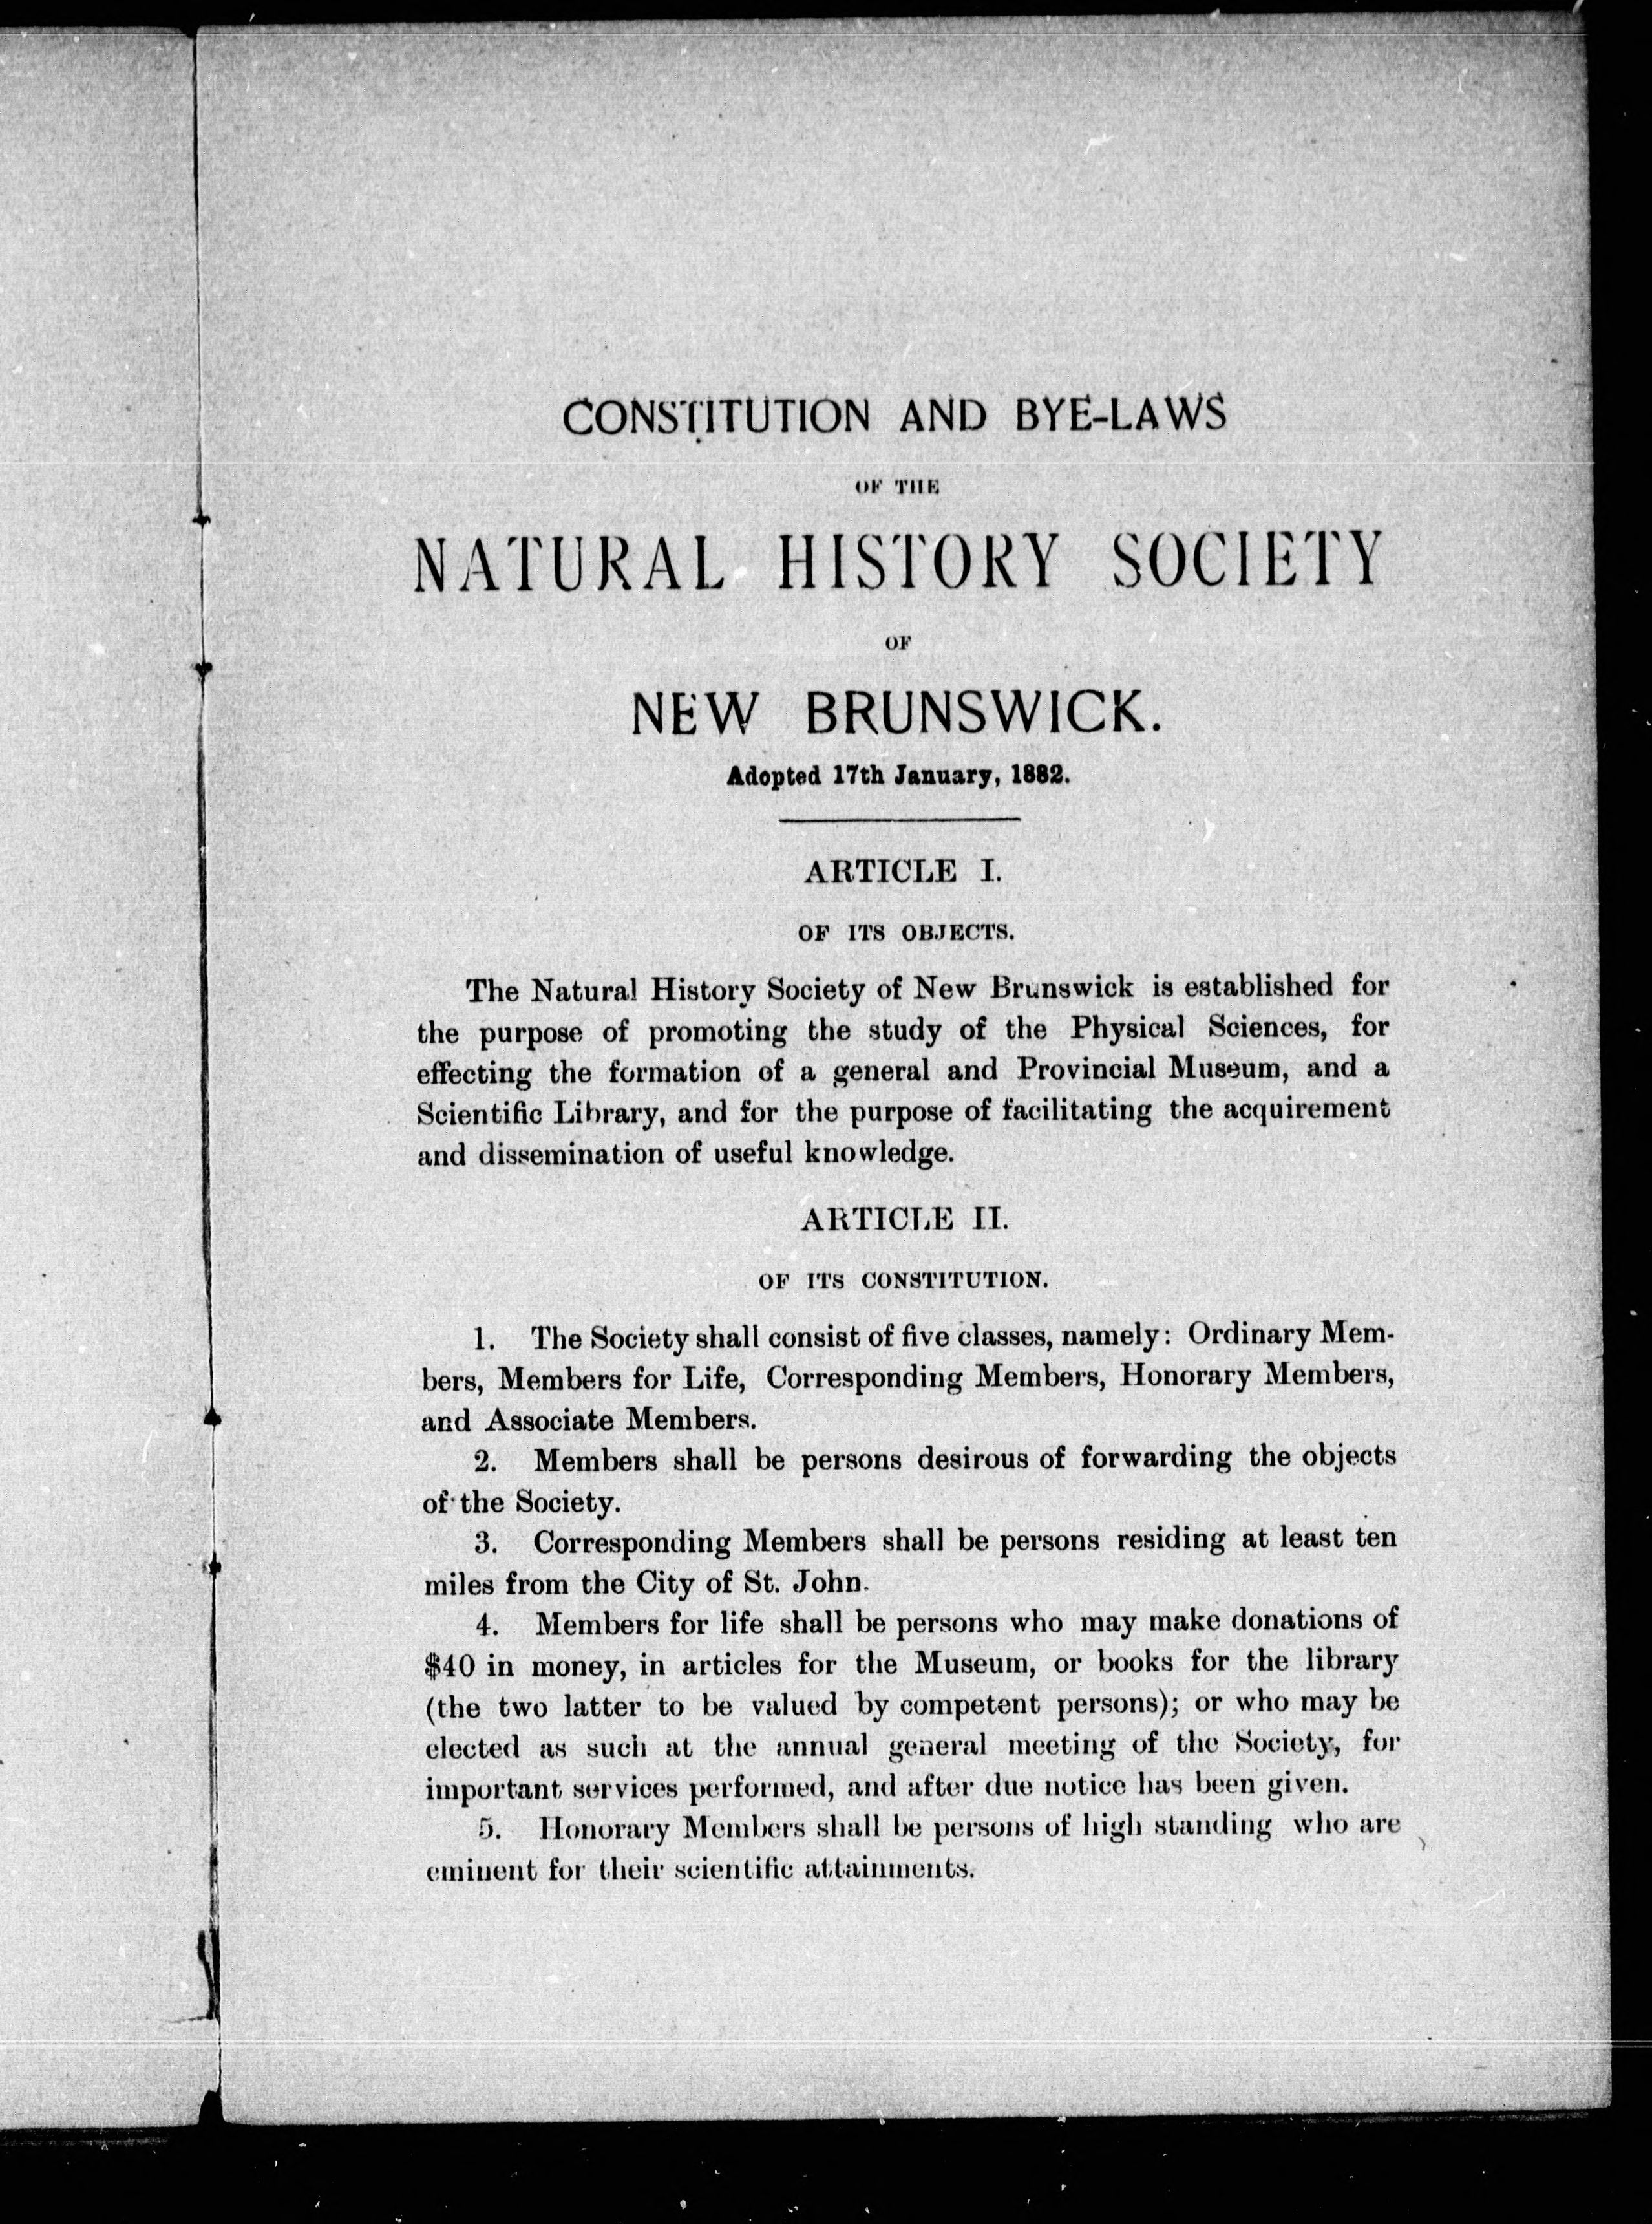 CONSTITUTION AND BYE-LAWS
OF THE
NATURAL HISTORY SOCIETY
OF
NEW BRUNSWICK.
Adopted 17th January, 1882.
ARTICLE I.
OF ITS OBJECTS.
The Natural History Society of New Brunswick is established for
the purpose of promoting the study of the Physical Sciences, for
effecting the formation of a general and Provincial Museum, and a
Scientific Library, and for the purpose of facilitating the acquirement
and dissemination of useful knowledge.
ARTICLE II.
OF ITS CONSTITUTION.
1. The Society shall consist of five classes, namely: Ordinary Mem-
bers, Members for Life, Corresponding Members, Honorary Members,
and Associate Members.
2. Members shall be persons desirous of forwarding the objects
of the Society.
3. Corresponding Members shall be persons residing at least ten
miles from the City of St. John.
4. Members for life shall be persons who may make donations of
$40 in money, in articles for the Museum, or books for the library
(the two latter to be valued by competent persons); or who may be
elected as such at the annual general meeting of the Society, for
important services performed, and after due notice has been given.
5. Honorary Members shall be persons of high standing who are
eminent for their scientific attainments.